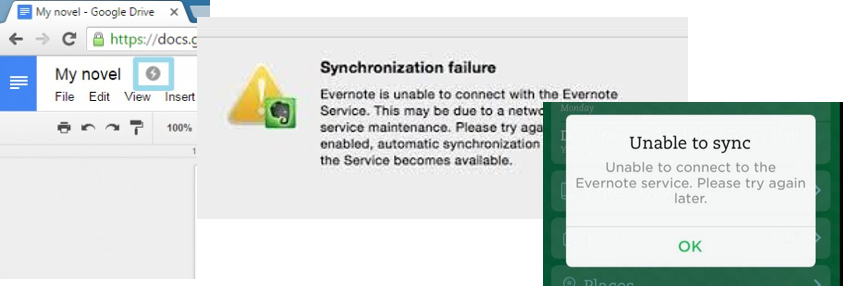 My novel - Google Drive
https://docs.g
My novel
File Edit View Insert
100%
1
Synchronization failure
Evernote is unable to connect with the Evernote
Service. This may be due to a netwo
service maintenance. Please try aga
enabled, automatic synchronization
the Service becomes available.
Monday
Unable to sync
Unable to connect to the
Evernote service. Please try again
later.
OK
Places